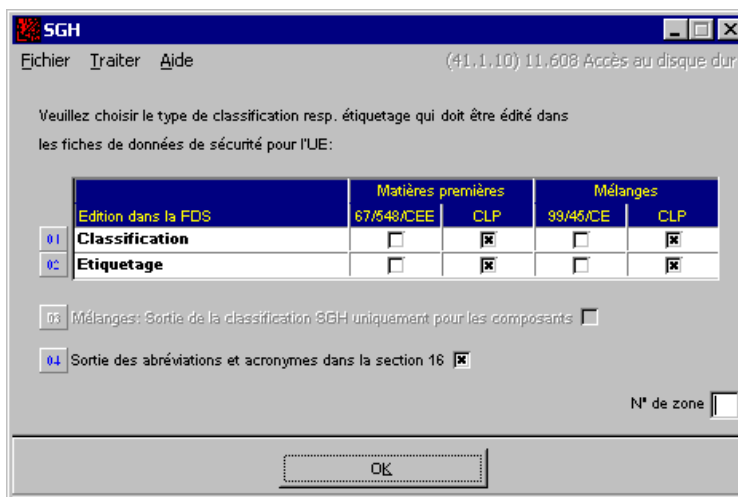 SGH
Fichier Traiter Aide (41.1.10) 11.608 Accès au disque dur
Veuillez choisir le type de classification resp. étiquetage qui doit être édité dans
les fiches de données de sécurité pour l'UE:
Matières premières Mélanges
Edition dans la FDS 67/548/CEE CLP 99/45/CE CLP
01 Classification
02 Etiquetage
03 Mélanges: Sortie de la classification SGH uniquement pour les composants
04 Sortie des abréviations et acronymes dans la section 16
N° de zone
OK